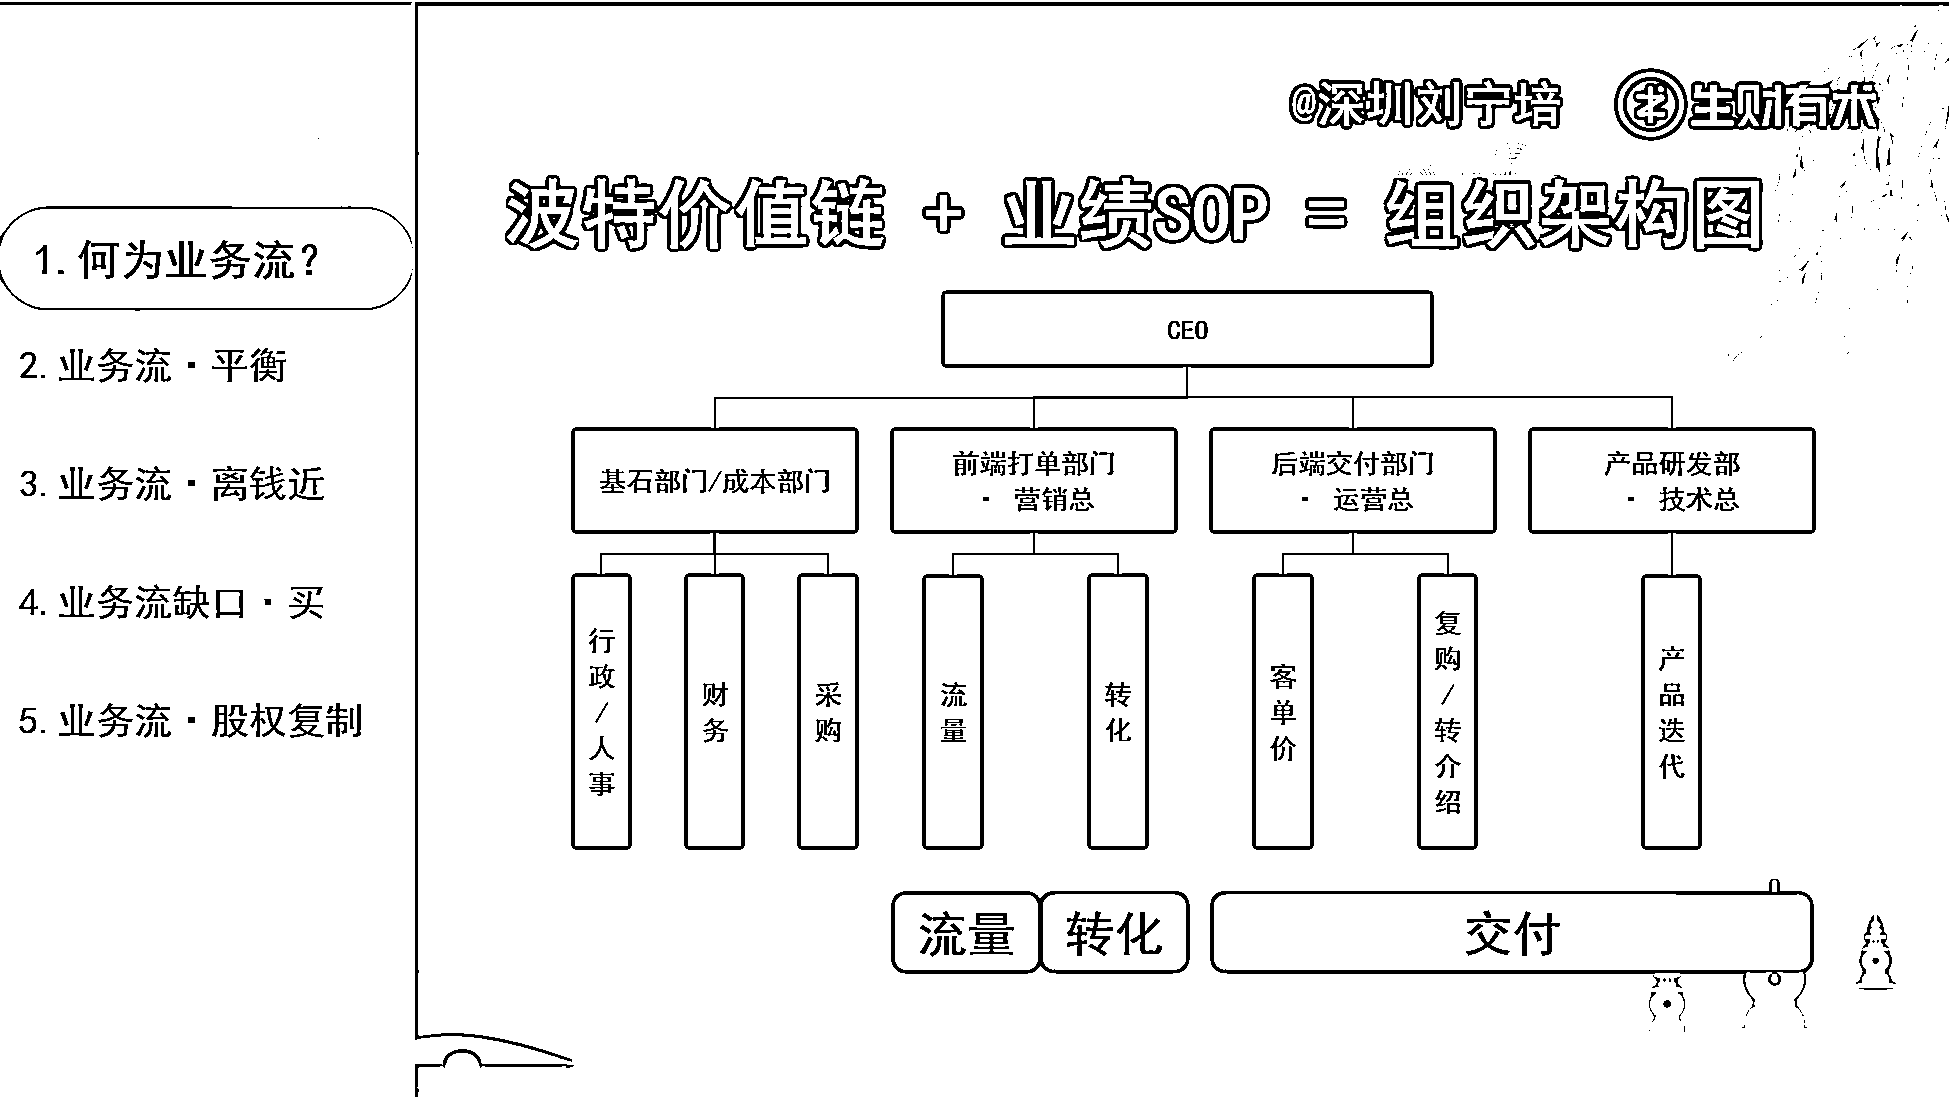 @深圳刘宁培
生财有术
波特价值链 + 业绩SOP = 组织架构图
1.何为业务流？
2.业务流·平衡
3.业务流·离钱近
4.业务流缺口·买
5.业务流·股权复制
CEO
基石部门/成本部门
前端打单部门
· 营销总
后端交付部门
· 运营总
产品研发部
· 技术总
行政/人事
财务
采购
流量
转化
客单价
复购/转介绍
产品迭代
流量
转化
交付